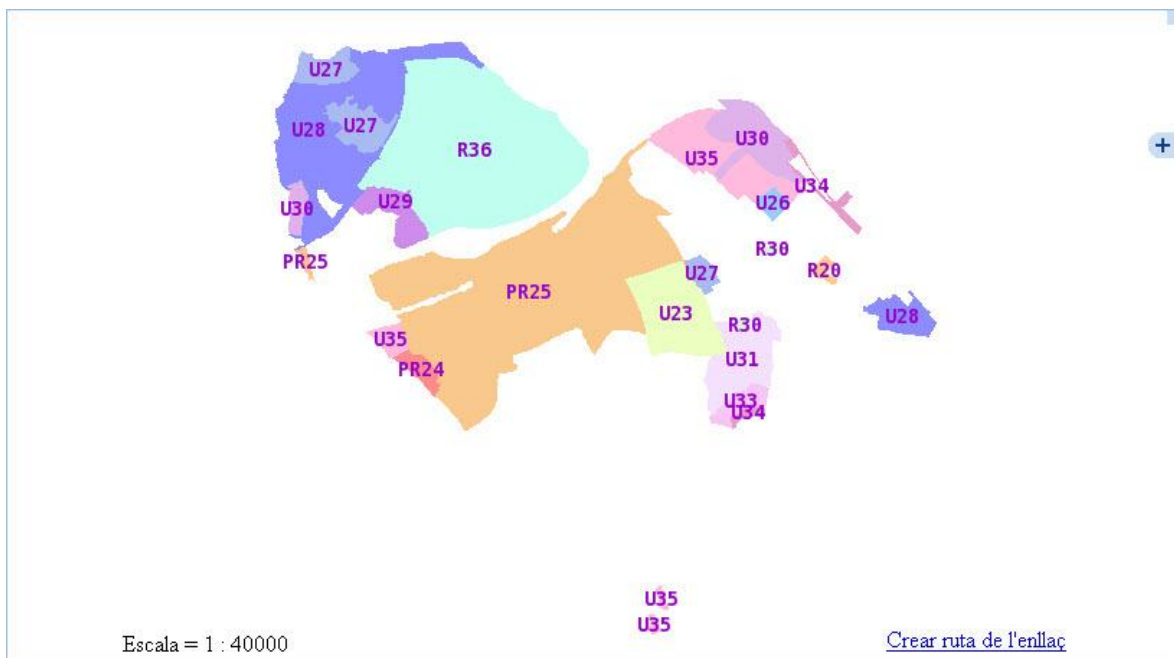 U27
U28
U27
R36
U30
U35
U34
U30
U29
U26
PR25
R30
U27
R20
PR25
U23
R30
U28
U35
U31
PR24
U33
U34
U35
U35
Escala = 1 : 40000
Crear ruta de l'enllaç